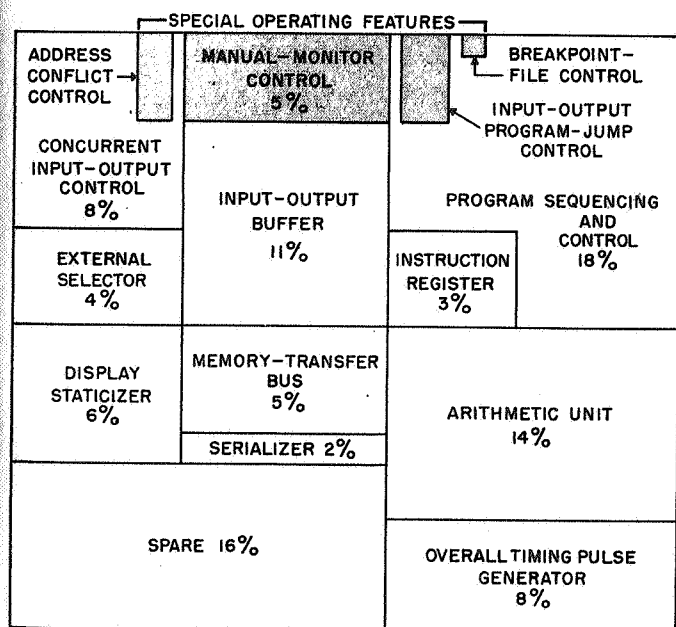 SPECIAL OPERATING FEATURES
ADDRESS
CONFLICT
CONTROL
MANUAL-MONITOR
CONTROL
5%
BREAKPOINT-
FILE CONTROL
INPUT-OUTPUT
PROGRAM-JUMP
CONTROL
CONCURRENT
INPUT-OUTPUT
CONTROL
8%
INPUT-OUTPUT
BUFFER
11%
PROGRAM SEQUENCING
AND
CONTROL
18%
EXTERNAL
SELECTOR
4%
INSTRUCTION
REGISTER
3%
DISPLAY
STATICIZER
6%
MEMORY-TRANSFER
BUS
5%
SERIALIZER 2%
ARITHMETIC UNIT
14%
SPARE 16%
OVERALL TIMING PULSE
GENERATOR
8%